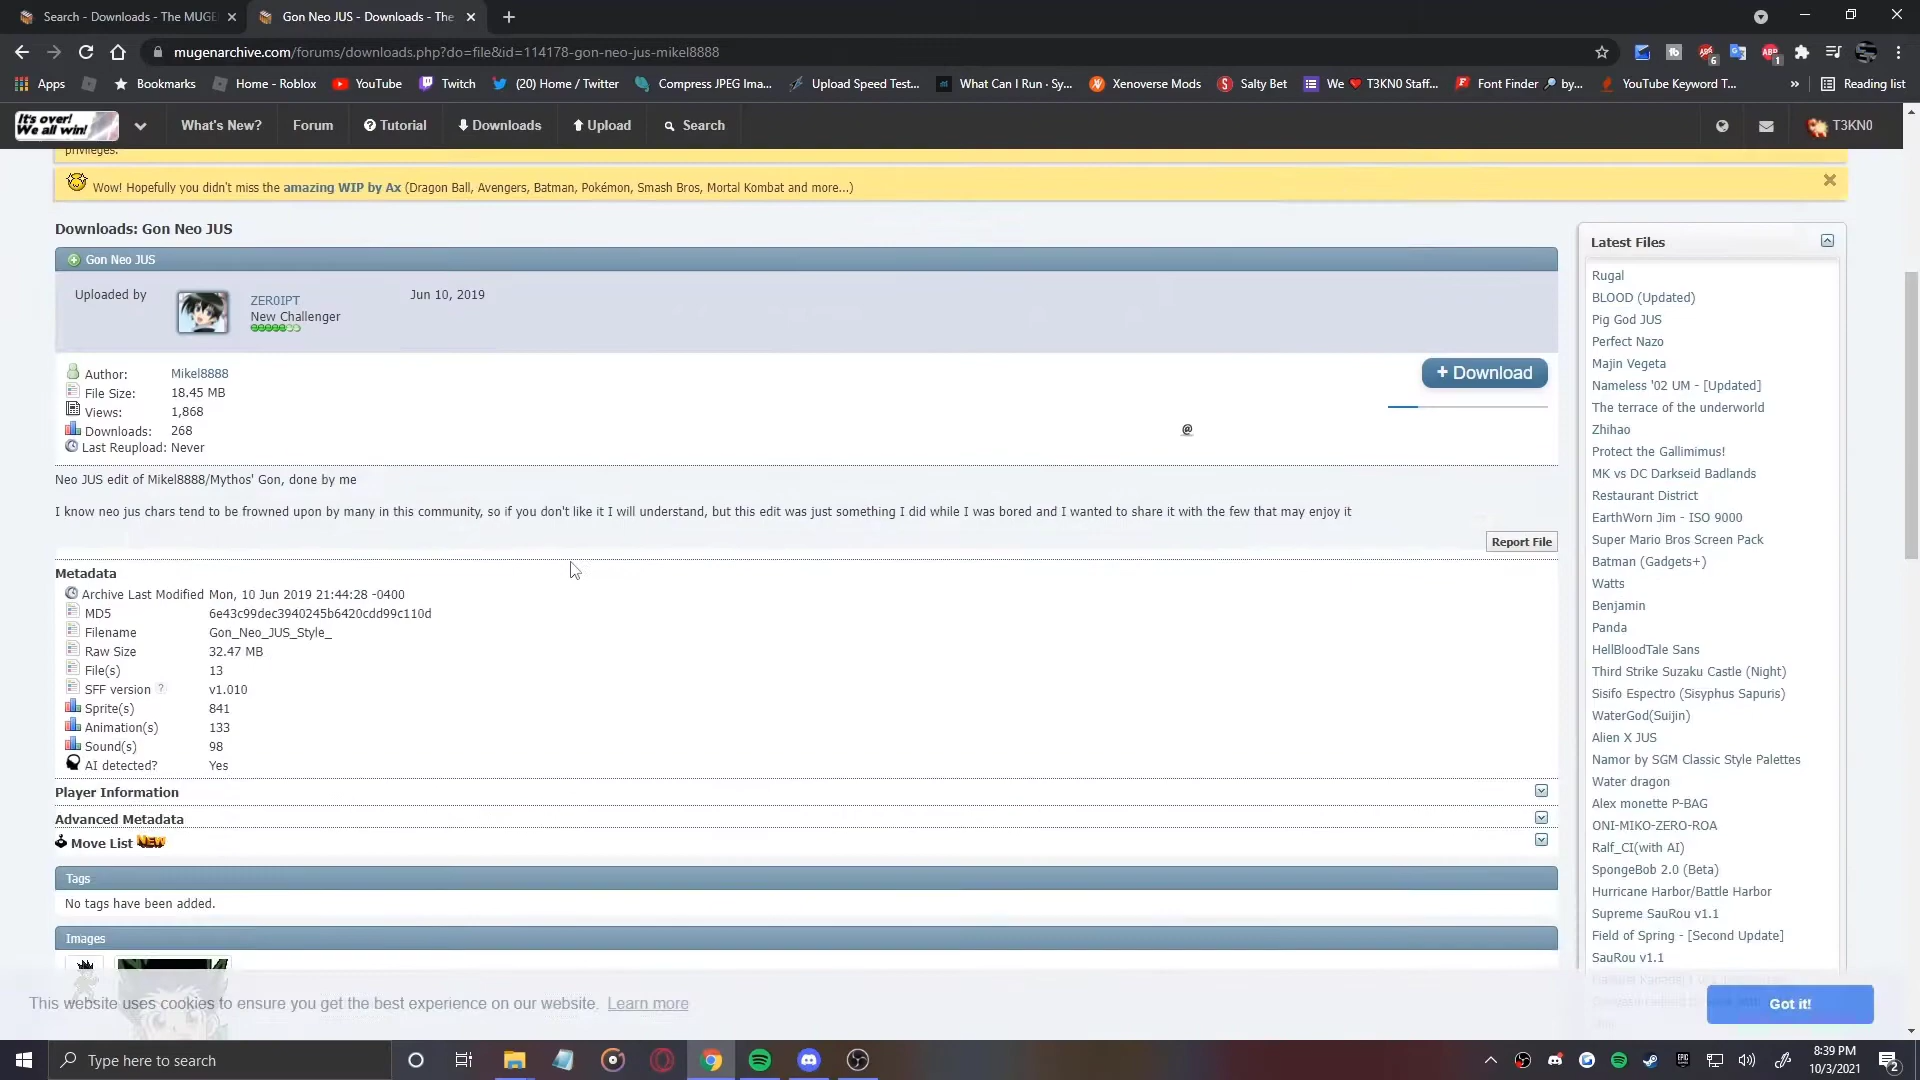 Search - Downloads - The MUGE
Gon Neo JUS - Downloads - The
mugenarchive.com/forums/downloads.php?do=file&id=114178-gon-neo-jus-mikel8888
Apps
Bookmarks
Home - Roblox
YouTube
Twitch
(20) Home / Twitter
Compress JPEG Ima...
Upload Speed Test...
What Can I Run - Sy...
Xenoverse Mods
Salty Bet
We ❤ T3KN0 Staff...
Font Finder 🔎 by...
YouTube Keyword T...
Reading list
It's over!
We all win!
What's New?
Forum
Tutorial
Downloads
Upload
Search
T3KN0
privileges.
Wow! Hopefully you didn't miss the amazing WIP by Ax (Dragon Ball, Avengers, Batman, Pokémon, Smash Bros, Mortal Kombat and more...)
Downloads: Gon Neo JUS
Gon Neo JUS
Uploaded by
ZER0IPT
New Challenger
Jun 10, 2019
Author: Mikel8888
File Size: 18.45 MB
Views: 1,868
Downloads: 268
Last Reupload: Never
+ Download
@
Neo JUS edit of Mikel8888/Mythos' Gon, done by me
I know neo jus chars tend to be frowned upon by many in this community, so if you don't like it I will understand, but this edit was just something I did while I was bored and I wanted to share it with the few that may enjoy it
Report File
Metadata
Archive Last Modified Mon, 10 Jun 2019 21:44:28 -0400
MD5 6e43c99dec3940245b6420cdd99c110d
Filename Gon_Neo_JUS_Style_
Raw Size 32.47 MB
File(s) 13
SFF version ? v1.010
Sprite(s) 841
Animation(s) 133
Sound(s) 98
AI detected? Yes
Player Information
Advanced Metadata
Move List NEW
Tags
No tags have been added.
Images
Latest Files
Rugal
BLOOD (Updated)
Pig God JUS
Perfect Nazo
Majin Vegeta
Nameless '02 UM - [Updated]
The terrace of the underworld
Zhihao
Protect the Gallimimus!
MK vs DC Darkseid Badlands
Restaurant District
EarthWorn Jim - ISO 9000
Super Mario Bros Screen Pack
Batman (Gadgets+)
Watts
Benjamin
Panda
HellBloodTale Sans
Third Strike Suzaku Castle (Night)
Sisifo Espectro (Sisyphus Sapuris)
WaterGod(Suijin)
Alien X JUS
Namor by SGM Classic Style Palettes
Water dragon
Alex monette P-BAG
ONI-MIKO-ZERO-ROA
Ralf_CI(with AI)
SpongeBob 2.0 (Beta)
Hurricane Harbor/Battle Harbor
Supreme SauRou v1.1
Field of Spring - [Second Update]
SauRou v1.1
This website uses cookies to ensure you get the best experience on our website. Learn more
Got it!
Type here to search
8:39 PM
10/3/2021
2